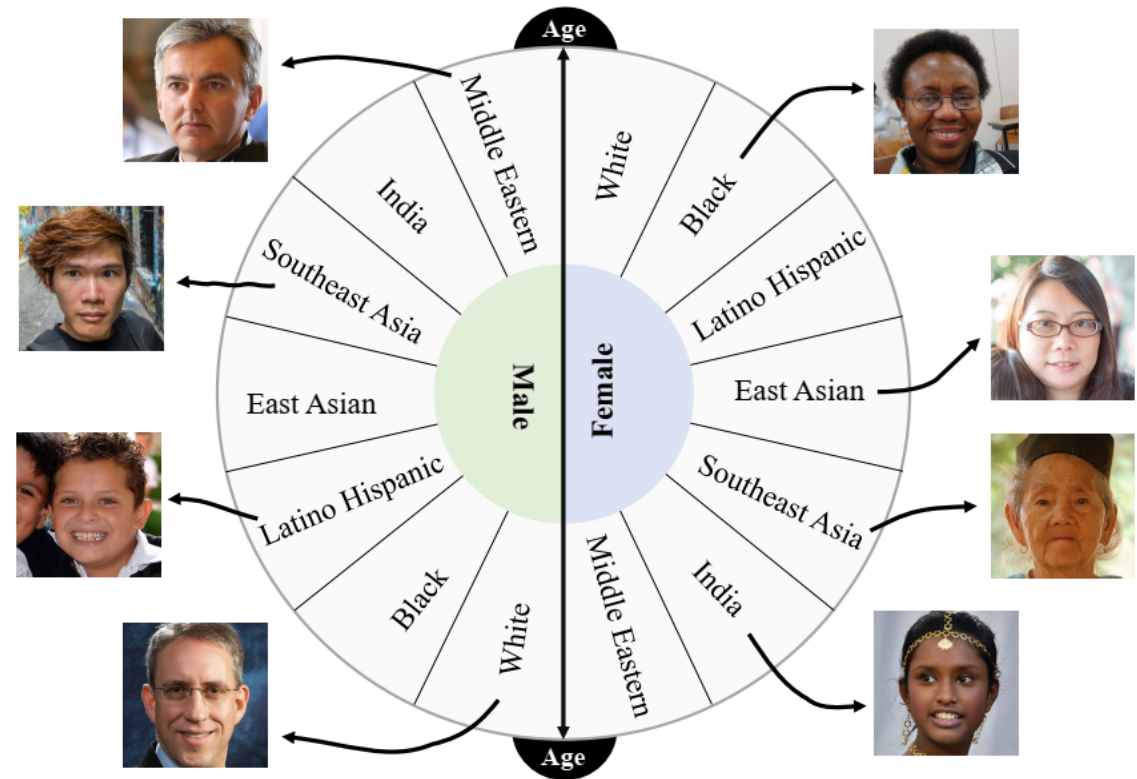 Age
Middle Eastern
White
India
Black
Southeast Asia
Latino Hispanic
East Asian
Male
Female
East Asian
Latino Hispanic
Southeast Asia
Black
India
White
Middle Eastern
Age